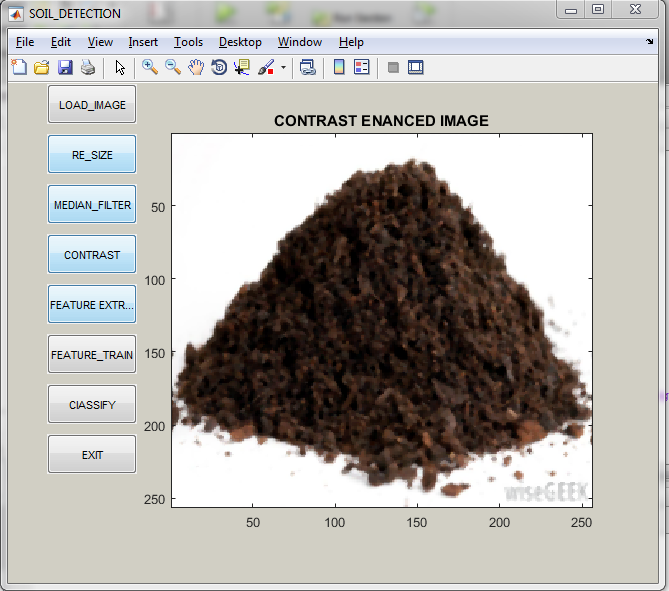 SOIL_DETECTION
File Edit View Insert Tools Desktop Window Help
LOAD_IMAGE
RE_SIZE
MEDIAN_FILTER
CONTRAST
FEATURE EXTR...
FEATURE_TRAIN
ClASSIFY
EXIT
CONTRAST ENANCED IMAGE
50
100
150
200
250
wiseGEEK
50 100 150 200 250